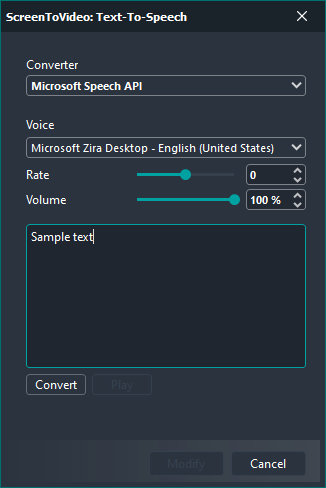 ScreenToVideo: Text-To-Speech
Converter
Microsoft Speech API
Voice
Microsoft Zira Desktop - English (United States)
Rate 0
Volume 100 %
Sample text
Convert Play
Modify Cancel